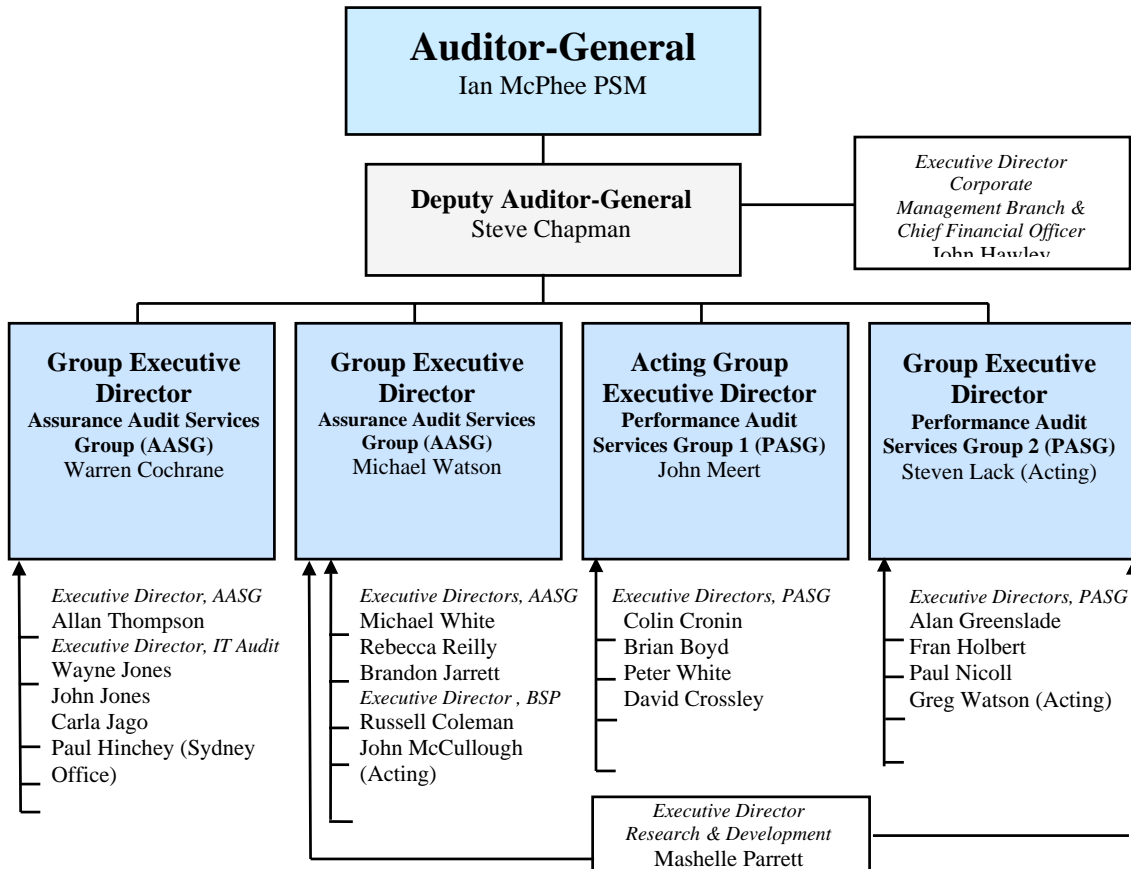 Auditor-General
Ian McPhee PSM
Deputy Auditor-General
Steve Chapman
Executive Director
Corporate
Management Branch &
Chief Financial Officer
John Hawley
Group Executive
Director
Assurance Audit Services
Group (AASG)
Warren Cochrane
Group Executive
Director
Assurance Audit Services
Group (AASG)
Michael Watson
Acting Group
Executive Director
Performance Audit
Services Group 1 (PASG)
John Meert
Group Executive
Director
Performance Audit
Services Group 2 (PASG)
Steven Lack (Acting)
Executive Director, AASG
Allan Thompson
Executive Director, IT Audit
Wayne Jones
John Jones
Carla Jago
Paul Hinchey (Sydney
Office)
Executive Directors, AASG
Michael White
Rebecca Reilly
Brandon Jarrett
Executive Director , BSP
Russell Coleman
John McCullough
(Acting)
Executive Directors, PASG
Colin Cronin
Brian Boyd
Peter White
David Crossley
Executive Directors, PASG
Alan Greenslade
Fran Holbert
Paul Nicoll
Greg Watson (Acting)
Executive Director
Research & Development
Mashelle Parrett